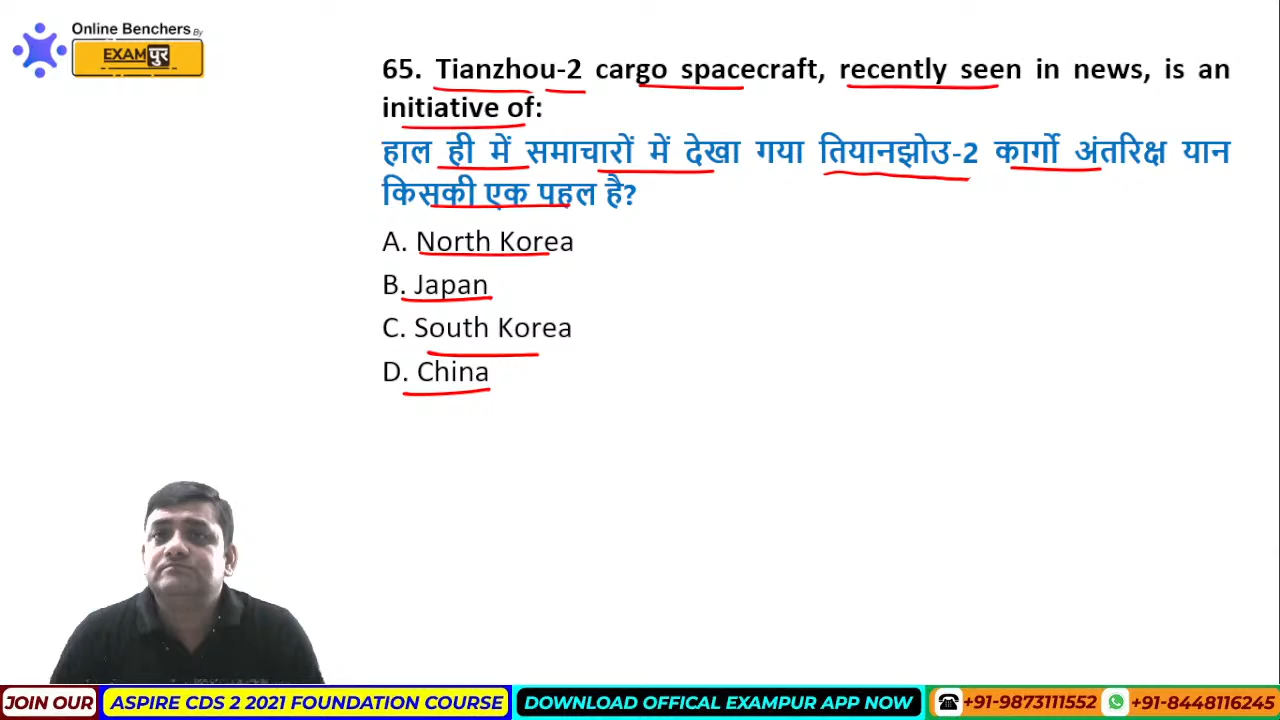 Online Benchers By
EXAMपुर
65. Tianzhou-2 cargo spacecraft, recently seen in news, is an
initiative of:
हाल ही में समाचारों में देखा गया तियानझोउ-2 कार्गो अंतरिक्ष यान
किसकी एक पहल है?
A. North Korea
B. Japan
C. South Korea
D. China
JOIN OUR ASPIRE CDS 2 2021 FOUNDATION COURSE DOWNLOAD OFFICAL EXAMPUR APP NOW +91-9873111552 +91-8448116245